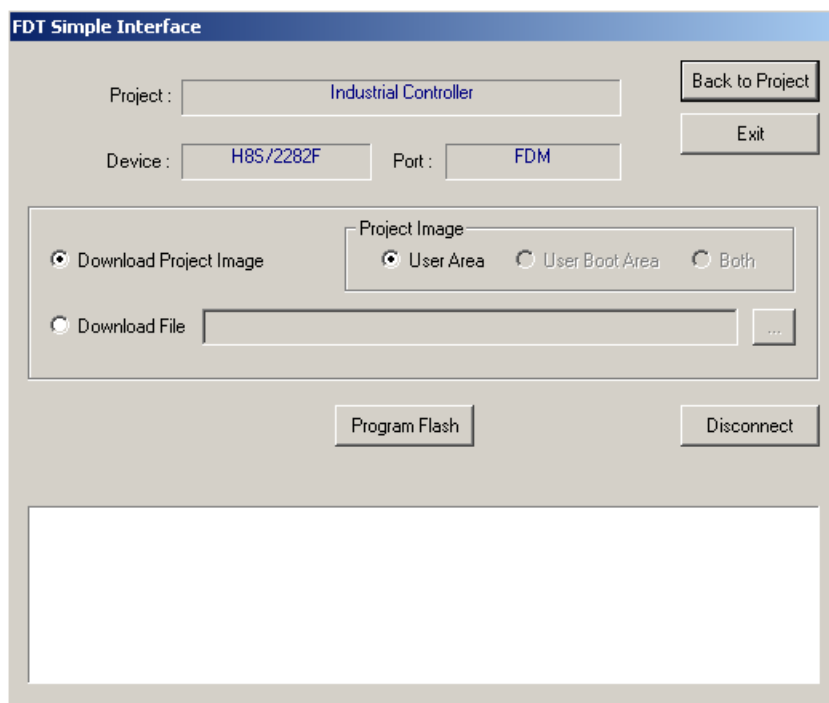 FDT Simple Interface
Project :
Industrial Controller
Back to Project
Exit
Device :
H8S/2282F
Port :
FDM
Project Image
Download Project Image
User Area
User Boot Area
Both
Download File
...
Program Flash
Disconnect